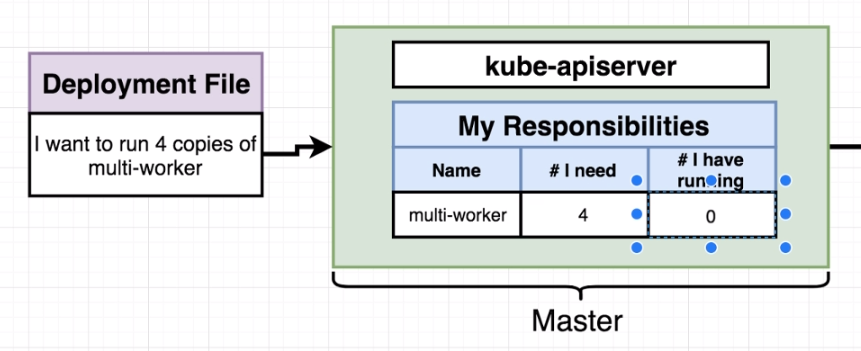 Deployment File
I want to run 4 copies of
multi-worker
kube-apiserver
My Responsibilities
Name
# I need
# I have
running
multi-worker
4
0
Master